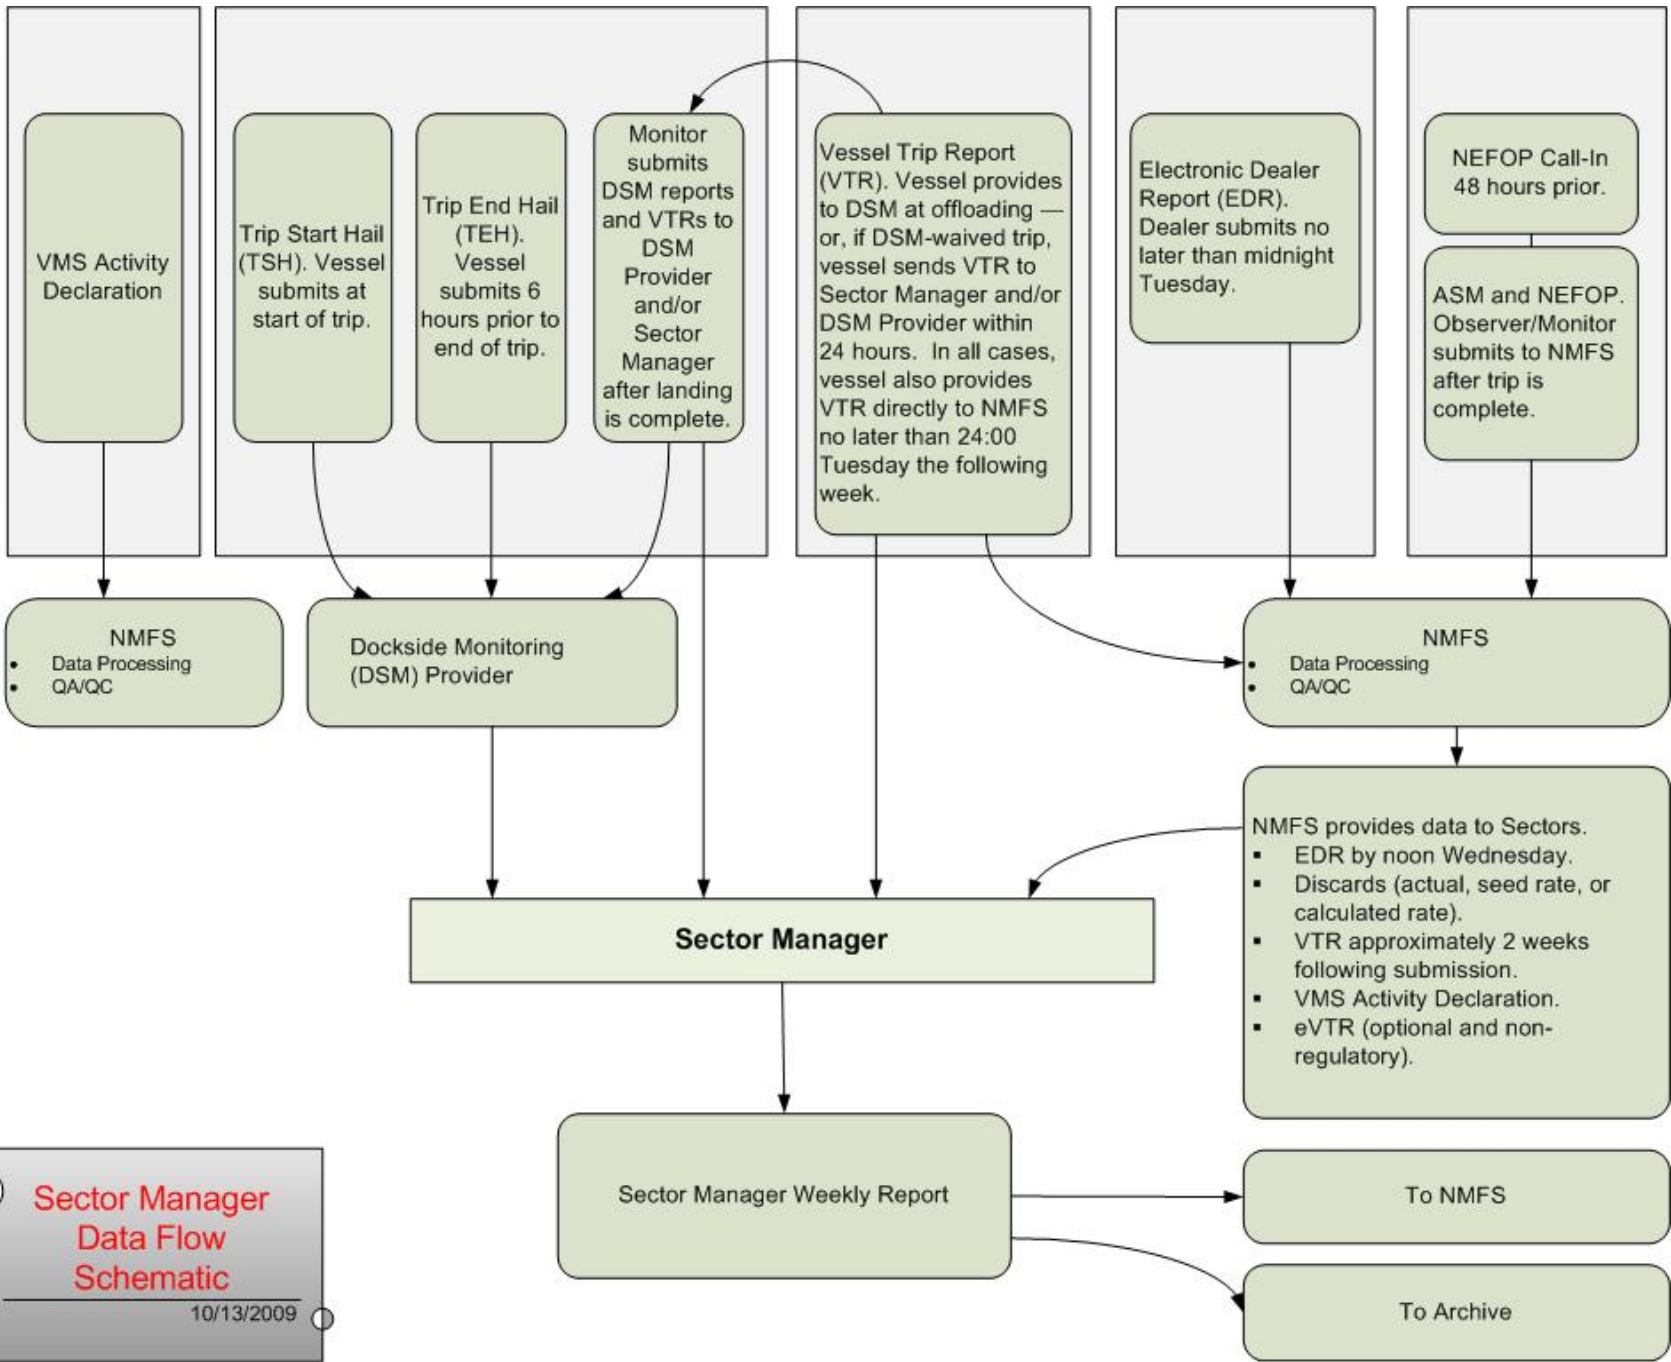 VMS Activity
Declaration
Trip Start Hail
(TSH). Vessel
submits at
start of trip.
Trip End Hail
(TEH).
Vessel
submits 6
hours prior to
end of trip.
Monitor
submits
DSM reports
and VTRs to
DSM
Provider
and/or
Sector
Manager
after landing
is complete.
Vessel Trip Report
(VTR). Vessel provides
to DSM at offloading —
or, if DSM-waived trip,
vessel sends VTR to
Sector Manager and/or
DSM Provider within
24 hours.  In all cases,
vessel also provides
VTR directly to NMFS
no later than 24:00
Tuesday the following
week.
Electronic Dealer
Report (EDR).
Dealer submits no
later than midnight
Tuesday.
NEFOP Call-In
48 hours prior.
ASM and NEFOP.
Observer/Monitor
submits to NMFS
after trip is
complete.
NMFS
• Data Processing
• QA/QC
Dockside Monitoring
(DSM) Provider
NMFS
• Data Processing
• QA/QC
NMFS provides data to Sectors.
▪ EDR by noon Wednesday.
▪ Discards (actual, seed rate, or
calculated rate).
▪ VTR approximately 2 weeks
following submission.
▪ VMS Activity Declaration.
▪ eVTR (optional and non-
regulatory).
Sector Manager
Sector Manager Weekly Report
To NMFS
To Archive
Sector Manager
Data Flow
Schematic
10/13/2009